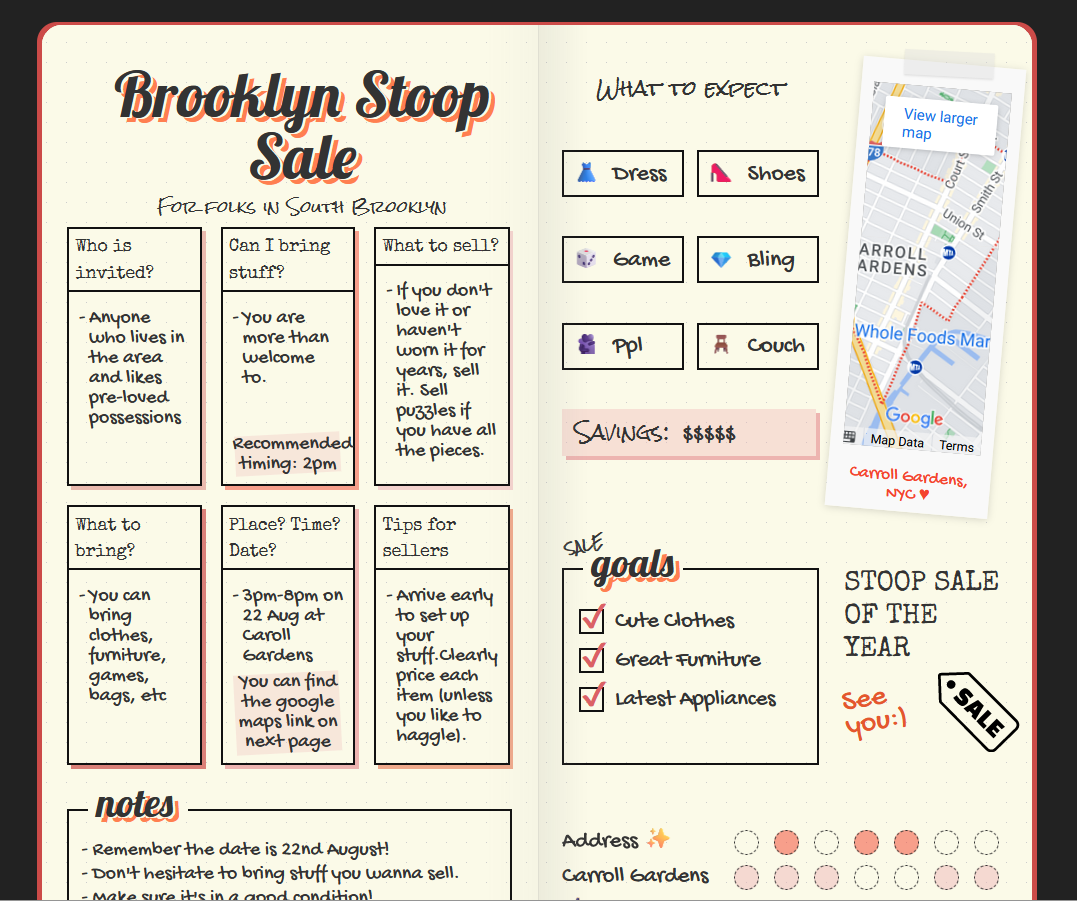 Brooklyn Stoop
Sale
For folks in South Brooklyn
Who is
invited?
- Anyone
who lives in
the area
and likes
pre-loved
possessions
Can I bring
stuff?
- You are
more than
welcome
to.
Recommended
timing: 2pm
What to sell?
- If you don't
love it or
haven't
worn it for
years, sell
it. Sell
puzzles if
you have all
the pieces.
What to
bring?
- You can
bring
clothes,
furniture,
games,
bags, etc
Place? Time?
Date?
- 3pm-8pm on
22 Aug at
Caroll
Gardens
You can find
the google
maps link on
next page
Tips for
sellers
- Arrive early
to set up
your
stuff.Clearly
price each
item (unless
you like to
haggle).
notes
- Remember the date is 22nd August!
- Don't hesitate to bring stuff you wanna sell.
- Make sure it's in a good condition!
What to expect
Dress
Shoes
Game
Bling
Ppl
Couch
Savings: $$$$$
View larger
map
278
Court S
Smith St
Union St
ARROLL
ARDENS
Whole Foods Mar
Google
Map Data
Terms
Carroll Gardens,
NYC ♥
SALE
goals
Cute Clothes
Great Furniture
Latest Appliances
STOOP SALE
OF THE
YEAR
See
you:)
SALE
Address ✨
Carroll Gardens